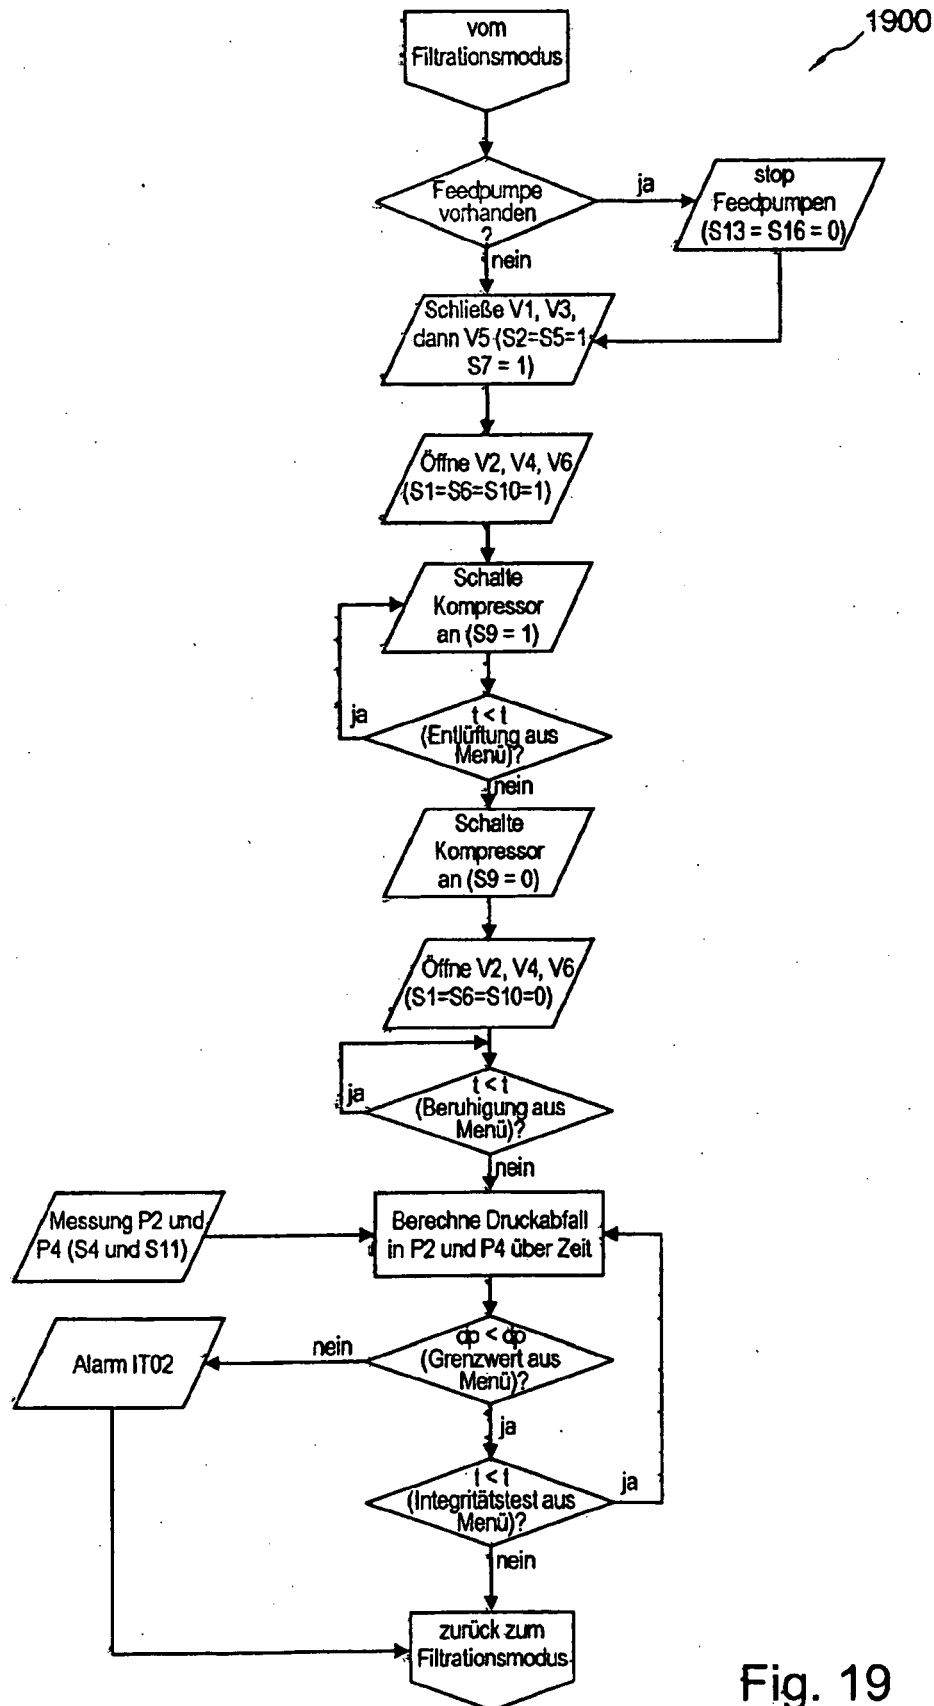 1900
vom
Filtrationsmodus
Feedpumpe
vorhanden
?
ja
stop
Feedpumpen
(S13 = S16 = 0)
nein
Schließe V1, V3,
dann V5 (S2=S5=1
S7 = 1)
Öffne V2, V4, V6
(S1=S6=S10=1)
Schalte
Kompressor
an (S9 = 1)
ja
t < t
(Entlüftung aus
Menü)?
nein
Schalte
Kompressor
an (S9 = 0)
Öffne V2, V4, V6
(S1=S6=S10=0)
ja
t < t
(Beruhigung aus
Menü)?
nein
Messung P2 und
P4 (S4 und S11)
Berechne Druckabfall
in P2 und P4 über Zeit
Alarm IT02
nein
dp < dp
(Grenzwert aus
Menü)?
ja
t < t
(Integritätstest aus
Menü)?
ja
nein
zurück zum
Filtrationsmodus
Fig. 19